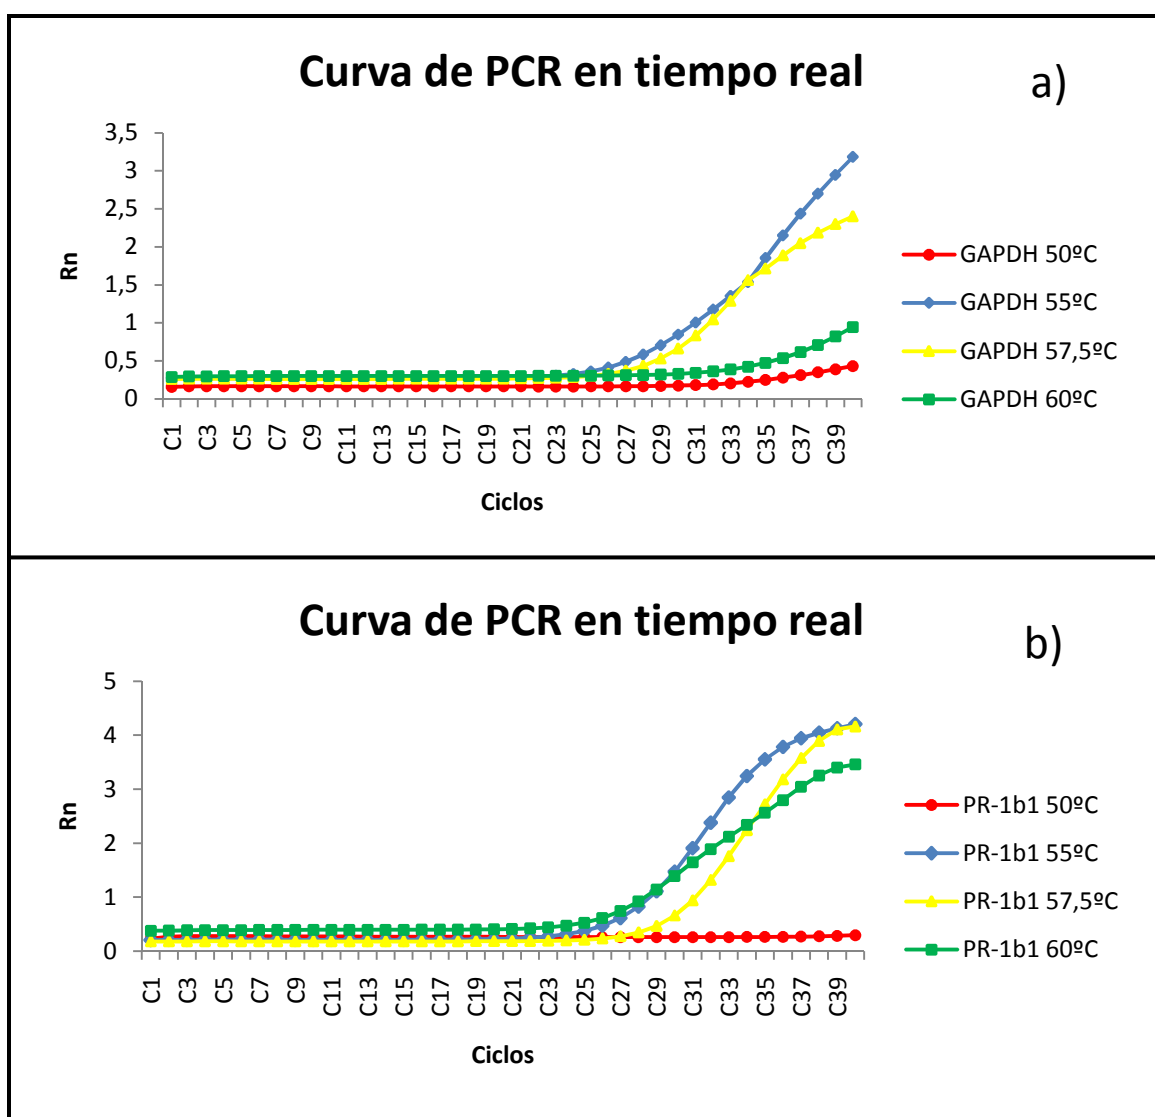 Curva de PCR en tiempo real
a)
3,5
3
2,5
2
1,5
1
0,5
0
Rn
C1
C3
C5
C7
C9
C11
C13
C15
C17
C19
C21
C23
C25
C27
C29
C31
C33
C35
C37
C39
Ciclos
GAPDH 50ºC
GAPDH 55ºC
GAPDH 57,5ºC
GAPDH 60ºC
Curva de PCR en tiempo real
b)
5
4
3
2
1
0
Rn
C1
C3
C5
C7
C9
C11
C13
C15
C17
C19
C21
C23
C25
C27
C29
C31
C33
C35
C37
C39
Ciclos
PR-1b1 50ºC
PR-1b1 55ºC
PR-1b1 57,5ºC
PR-1b1 60ºC